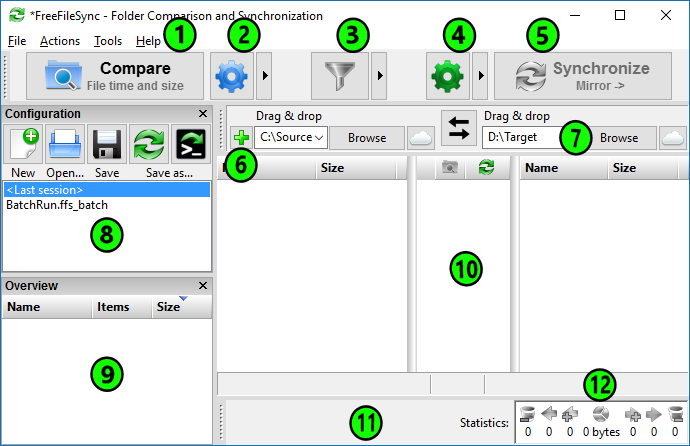 *FreeFileSync - Folder Comparison and Synchronization
File Actions Tools Help
1 2 3 4 5
Compare
File time and size
Synchronize
Mirror ->
Configuration
New Open... Save Save as...
<Last session>
BatchRun.ffs_batch
8
Overview
Name Items Size
9
Drag & drop
C:\Source Browse
Drag & drop
D:\Target 7 Browse
6 Size
Name Size
10
11
12
Statistics:
0 0 0 0 bytes 0 0 0